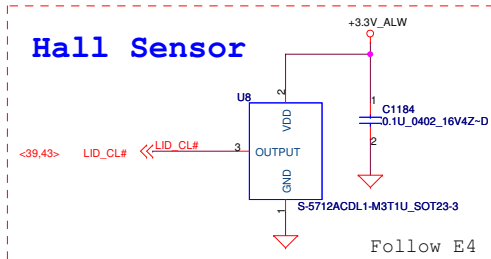 +3.3V_ALW
Hall Sensor
U8
2
VDD
1
C1184
0.1U_0402_16V4Z~D
2
<39,43> LID_CL# LID_CL# 3 OUTPUT
GND
1
S-5712ACDL1-M3T1U_SOT23-3
Follow E4